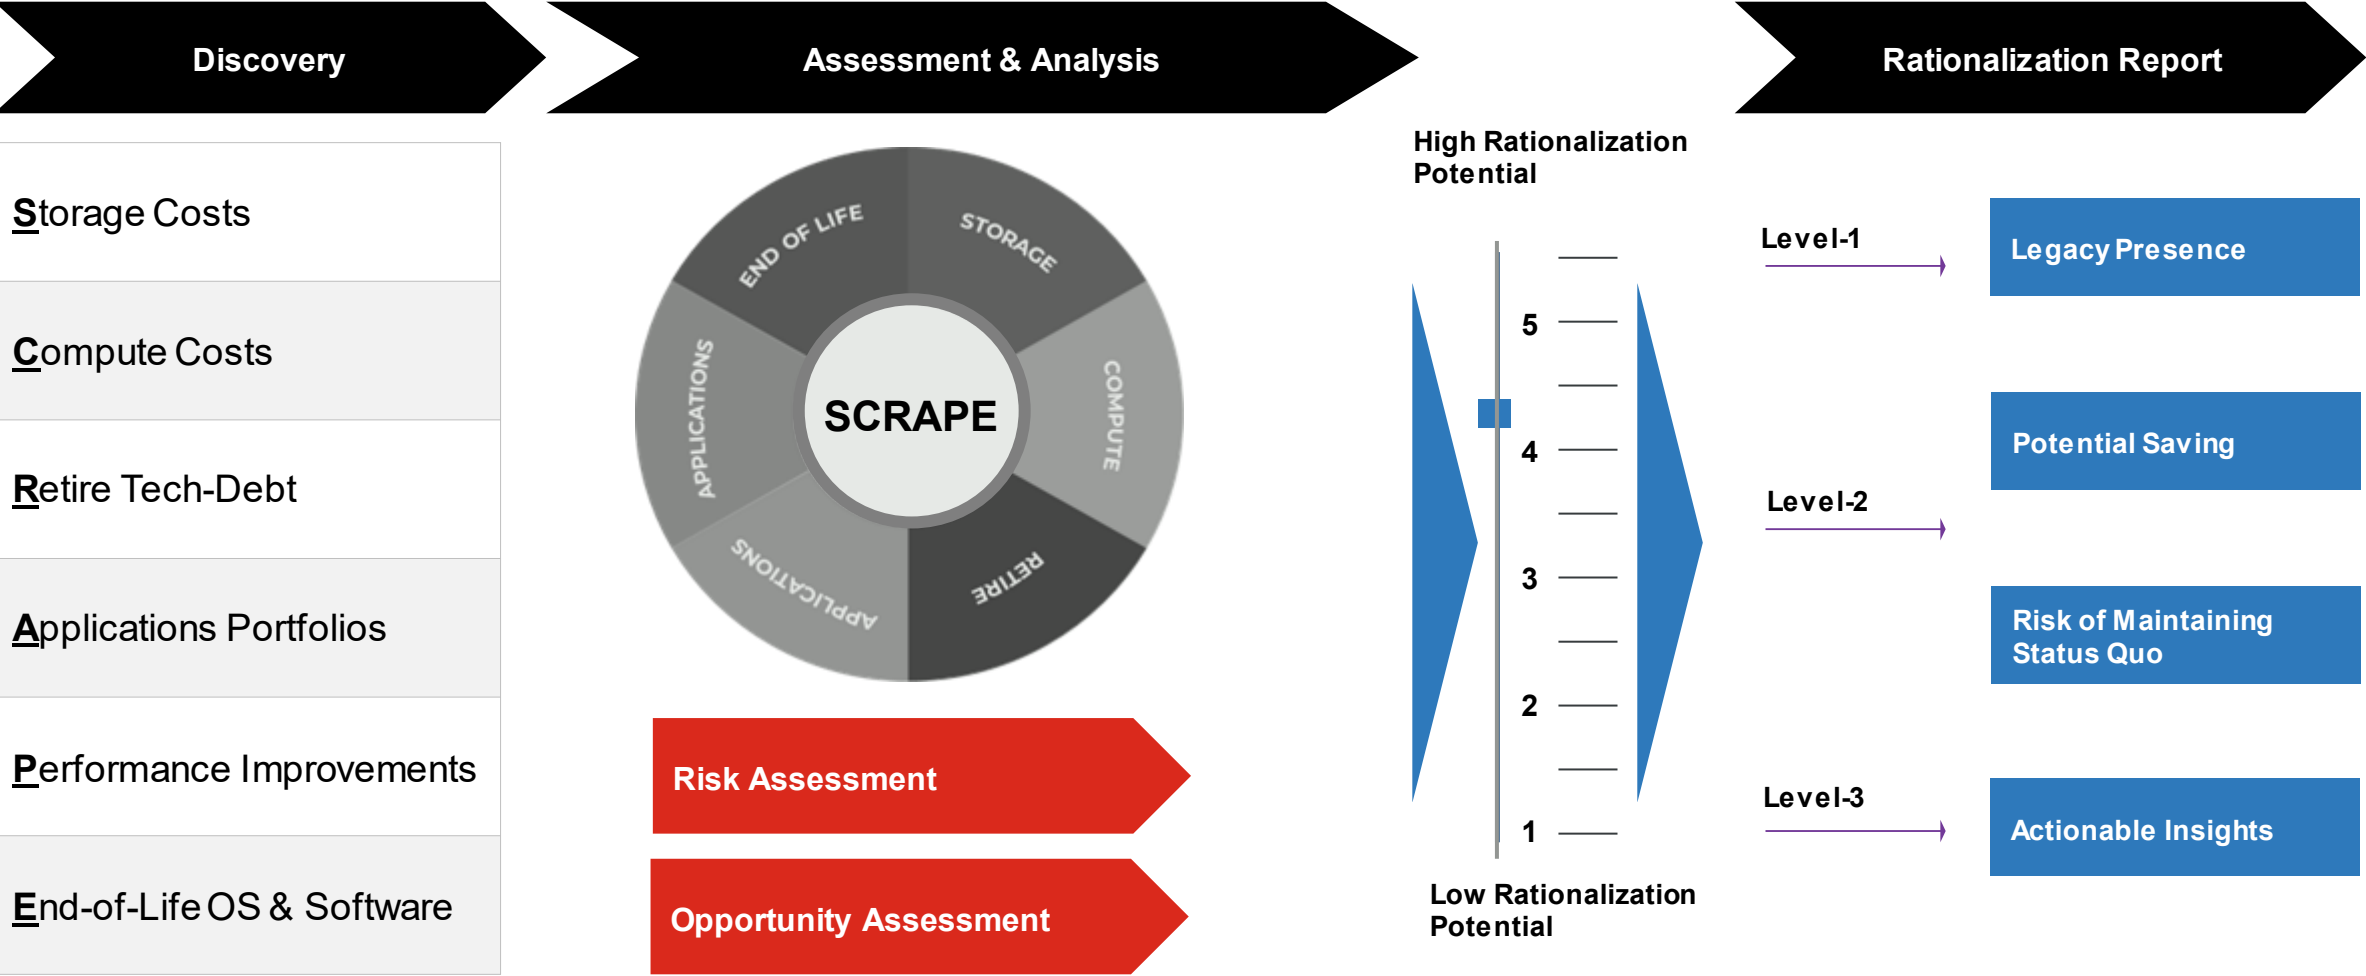 Discovery
Assessment & Analysis
Rationalization Report
Storage Costs
Compute Costs
Retire Tech-Debt
Applications Portfolios
Performance Improvements
End-of-Life OS & Software
END OF LIFE
STORAGE
COMPUTE
RETIRE
APPLICATIONS
APPLICATIONS
SCRAPE
Risk Assessment
Opportunity Assessment
High Rationalization
Potential
5
4
3
2
1
Low Rationalization
Potential
Level-1
Level-2
Level-3
Legacy Presence
Potential Saving
Risk of Maintaining
Status Quo
Actionable Insights